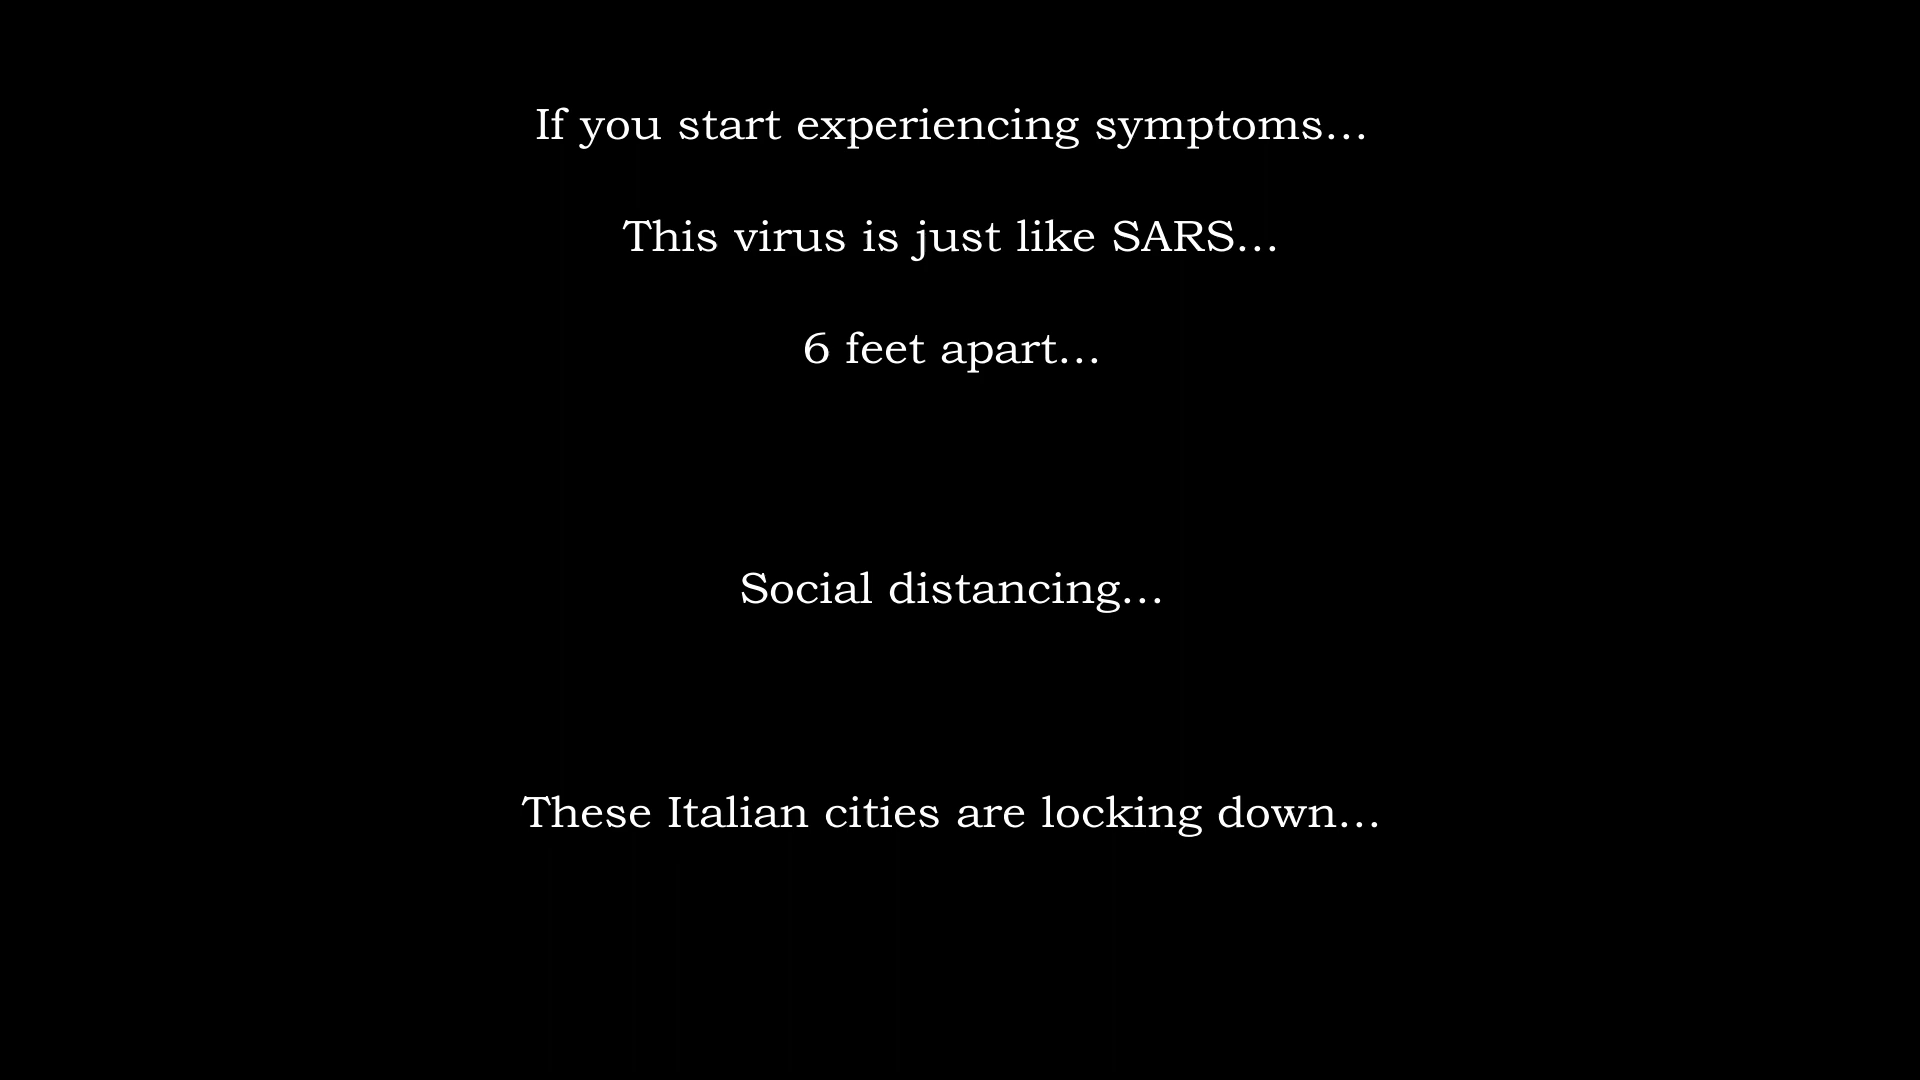 If you start experiencing symptoms...
This virus is just like SARS...
6 feet apart...
Social distancing...
These Italian cities are locking down...